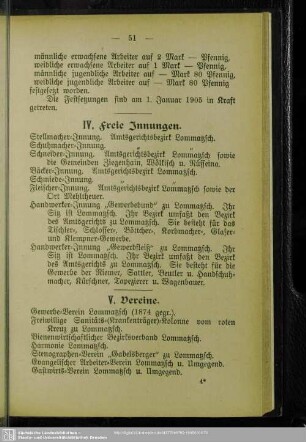 — 51 —
männliche erwachsene Arbeiter auf 2 Mark — Pfennig,
weibliche erwachsene Arbeiter auf 1 Mark — Pfennig,
männliche jugendliche Arbeiter auf — Mark 80 Pfennig,
weibliche jugendliche Arbeiter auf — Mark 60 Pfennig
festgesetzt worden.
Die Festsetzungen sind am 1. Januar 1905 in Kraft
getreten.
IV. Freie Innungen.
Stellmacher-Innung. Amtsgerichtsbezirk Lommatzsch.
Schuhmacher-Innung.
Schneider-Innung. Amtsgerichtsbezirk Lommatzsch sowie
die Gemeinden Ziegenhain, Wölkisch u. Nösseina.
Bäcker-Innung. Amtsgerichtsbezirk Lommatzsch.
Schmiede-Innung.
Fleischer-Innung. Amtsgerichtsbezirk Lommatzsch sowie der
Ort Mahlitzsch.
Handwerker-Innung „Gewerbebund“ zu Lommatzsch. Ihr
Sitz ist Lommatzsch. Ihr Bezirk umfaßt den Bezirk
des Amtsgerichts zu Lommatzsch. Sie besteht für das
Tischler-, Schlosser-, Böttcher-, Korbmacher-, Glaser-
und Klempner-Gewerbe.
Handwerker-Innung „Gewerbefleiß“ zu Lommatzsch. Ihr
Sitz ist Lommatzsch. Ihr Bezirk umfaßt den Bezirk
des Amtsgerichts zu Lommatzsch. Sie besteht für die
Gewerbe der Riemer, Sattler, Beutler u. Handschuh-
macher, Kürschner, Tapezierer u. Wagenbauer.
V. Vereine.
Gewerbe-Verein Lommatzsch (1874 gegr.).
Freiwillige Sanitäts-(Krankenträger)-Kolonne vom roten
Kreuz zu Lommatzsch.
Bienenwirtschaftlicher Bezirksverband Lommatzsch.
Harmonie Lommatzsch.
Stenographen-Verein „Gabelsberger“ zu Lommatzsch.
Evangelischer Arbeiter-Verein Lommatzsch u. Umgegend.
Gastwirts-Verein Lommatzsch u. Umgegend.
4*